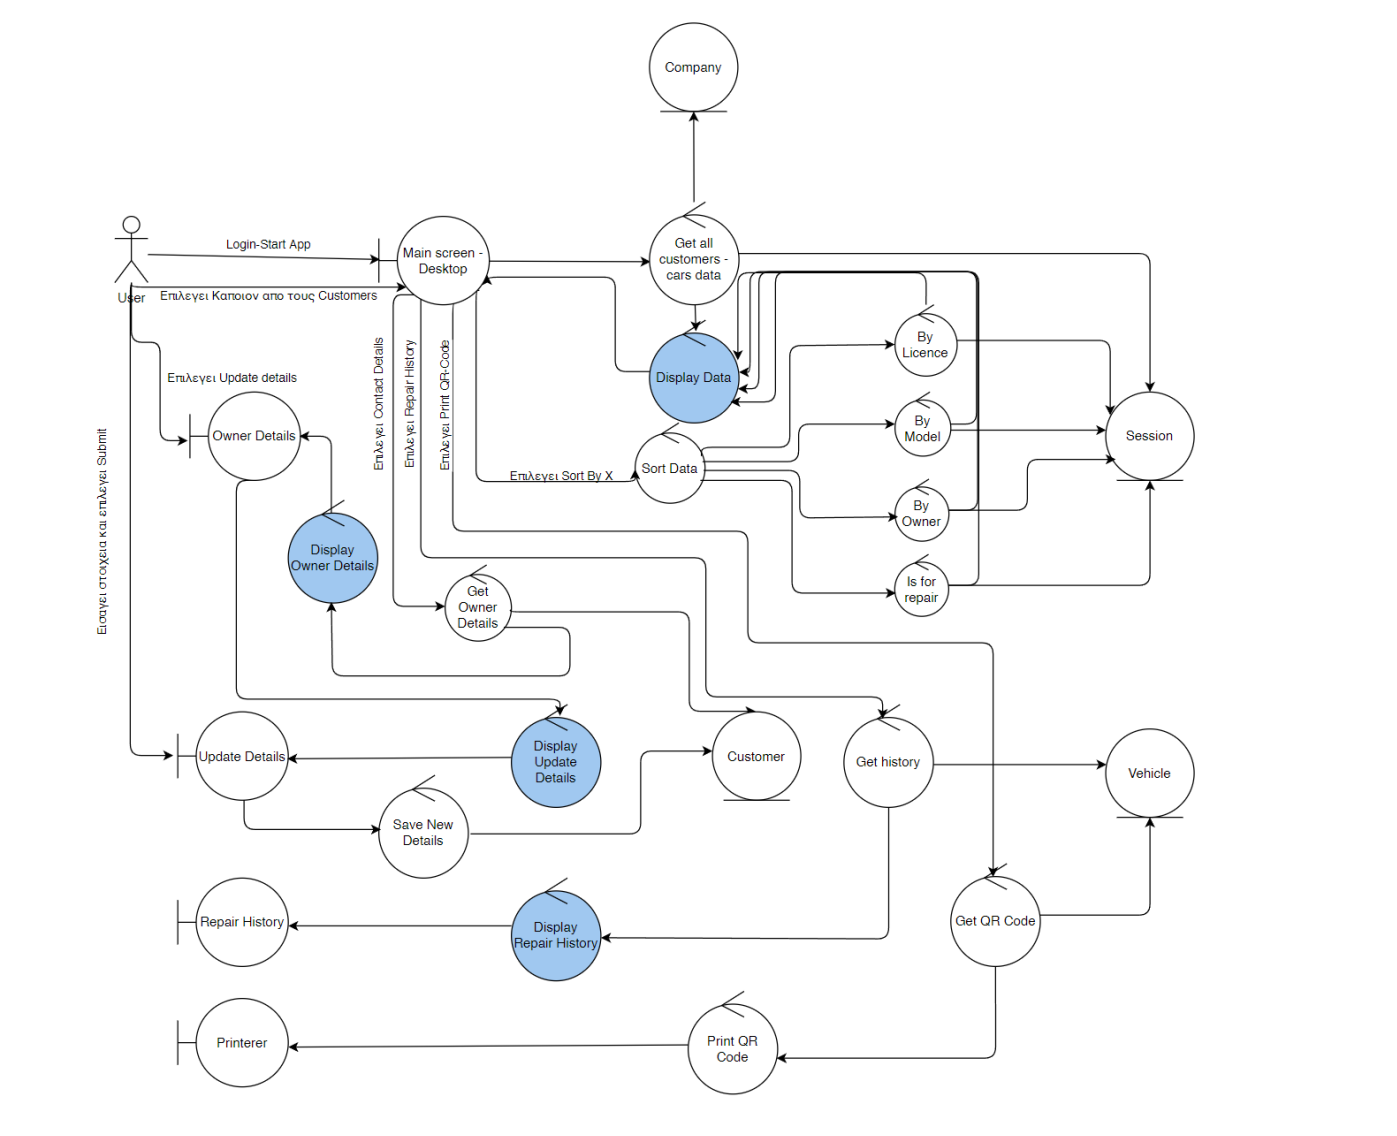 Company
Login-Start App
Main screen -
Desktop
Get all
customers -
cars data
User
Επιλεγει Καποιον απο τους Customers
By
Licence
Επιλεγει Contact Details
Επιλεγει Repair History
Επιλεγει Print QR-Code
Επιλεγει Update details
Display Data
Owner Details
By
Model
Session
Sort Data
Επιλεγει Sort By X
Εισαγει στοιχεια και επιλεγει Submit
By
Owner
Display
Owner Details
Is for
repair
Get
Owner
Details
Update Details
Display
Update
Details
Customer
Get history
Vehicle
Save New
Details
Repair History
Display
Repair History
Get QR Code
Printerer
Print QR
Code